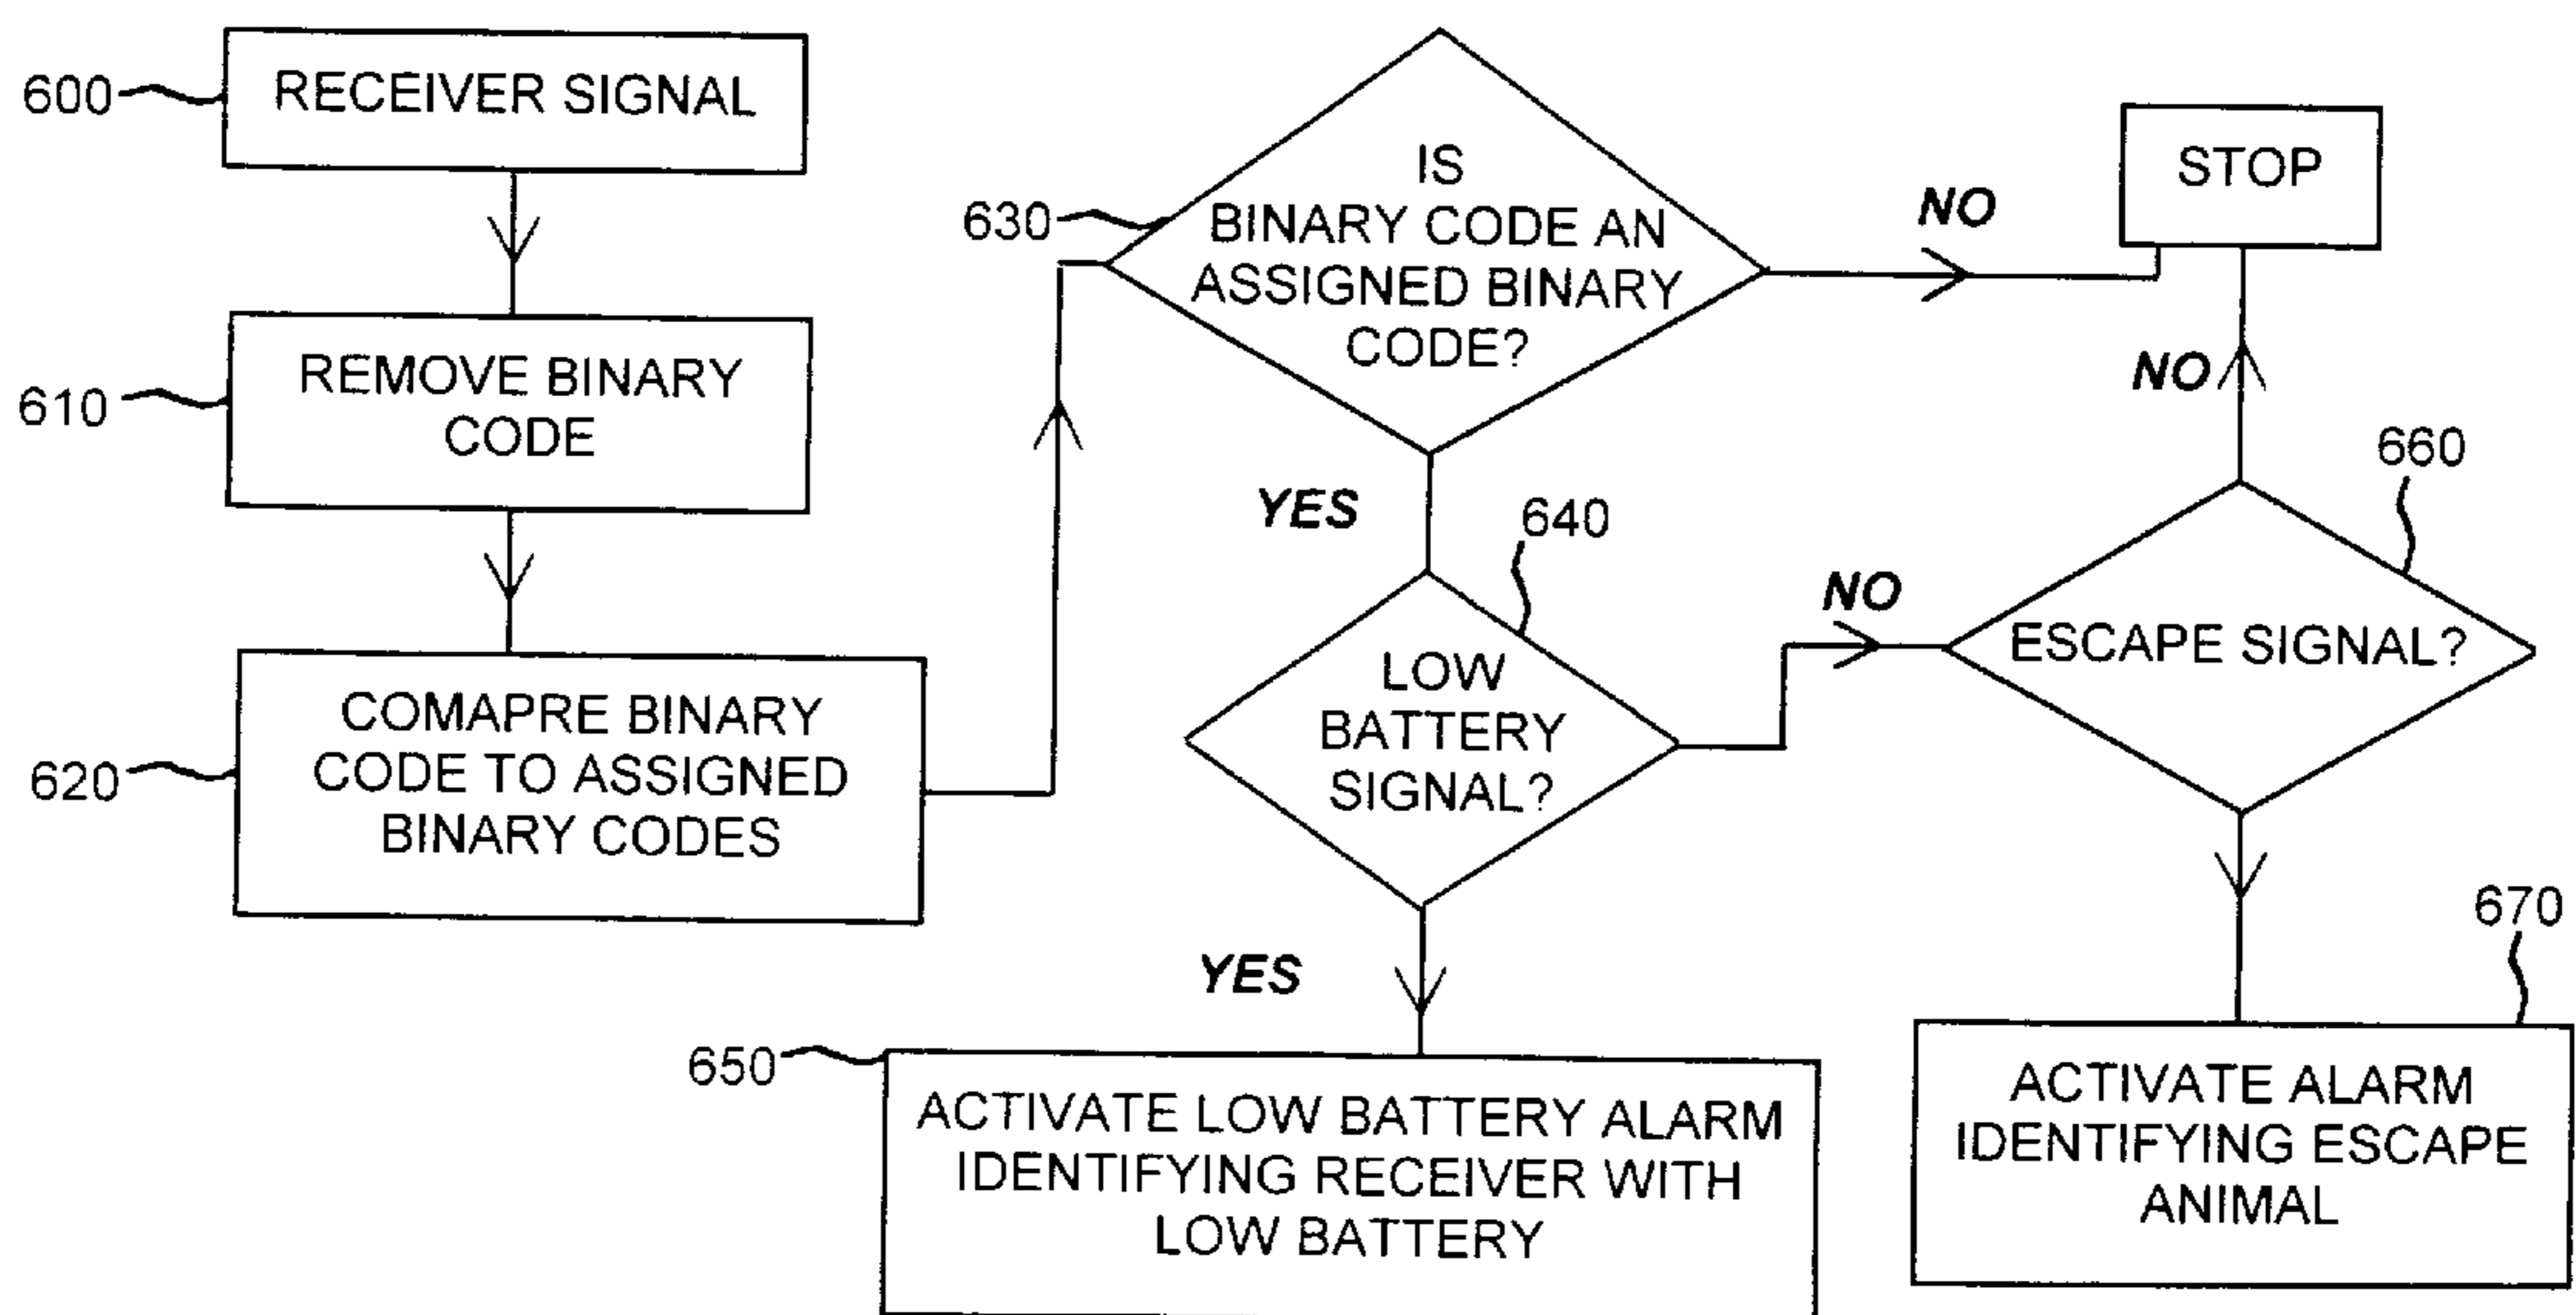 600
RECEIVER SIGNAL
610
REMOVE BINARY
CODE
620
COMAPRE BINARY
CODE TO ASSIGNED
BINARY CODES
630
IS
BINARY CODE AN
ASSIGNED BINARY
CODE?
NO
STOP
YES
640
LOW
BATTERY
SIGNAL?
NO
660
ESCAPE SIGNAL?
NO
YES
650
ACTIVATE LOW BATTERY ALARM
IDENTIFYING RECEIVER WITH
LOW BATTERY
670
ACTIVATE ALARM
IDENTIFYING ESCAPE
ANIMAL